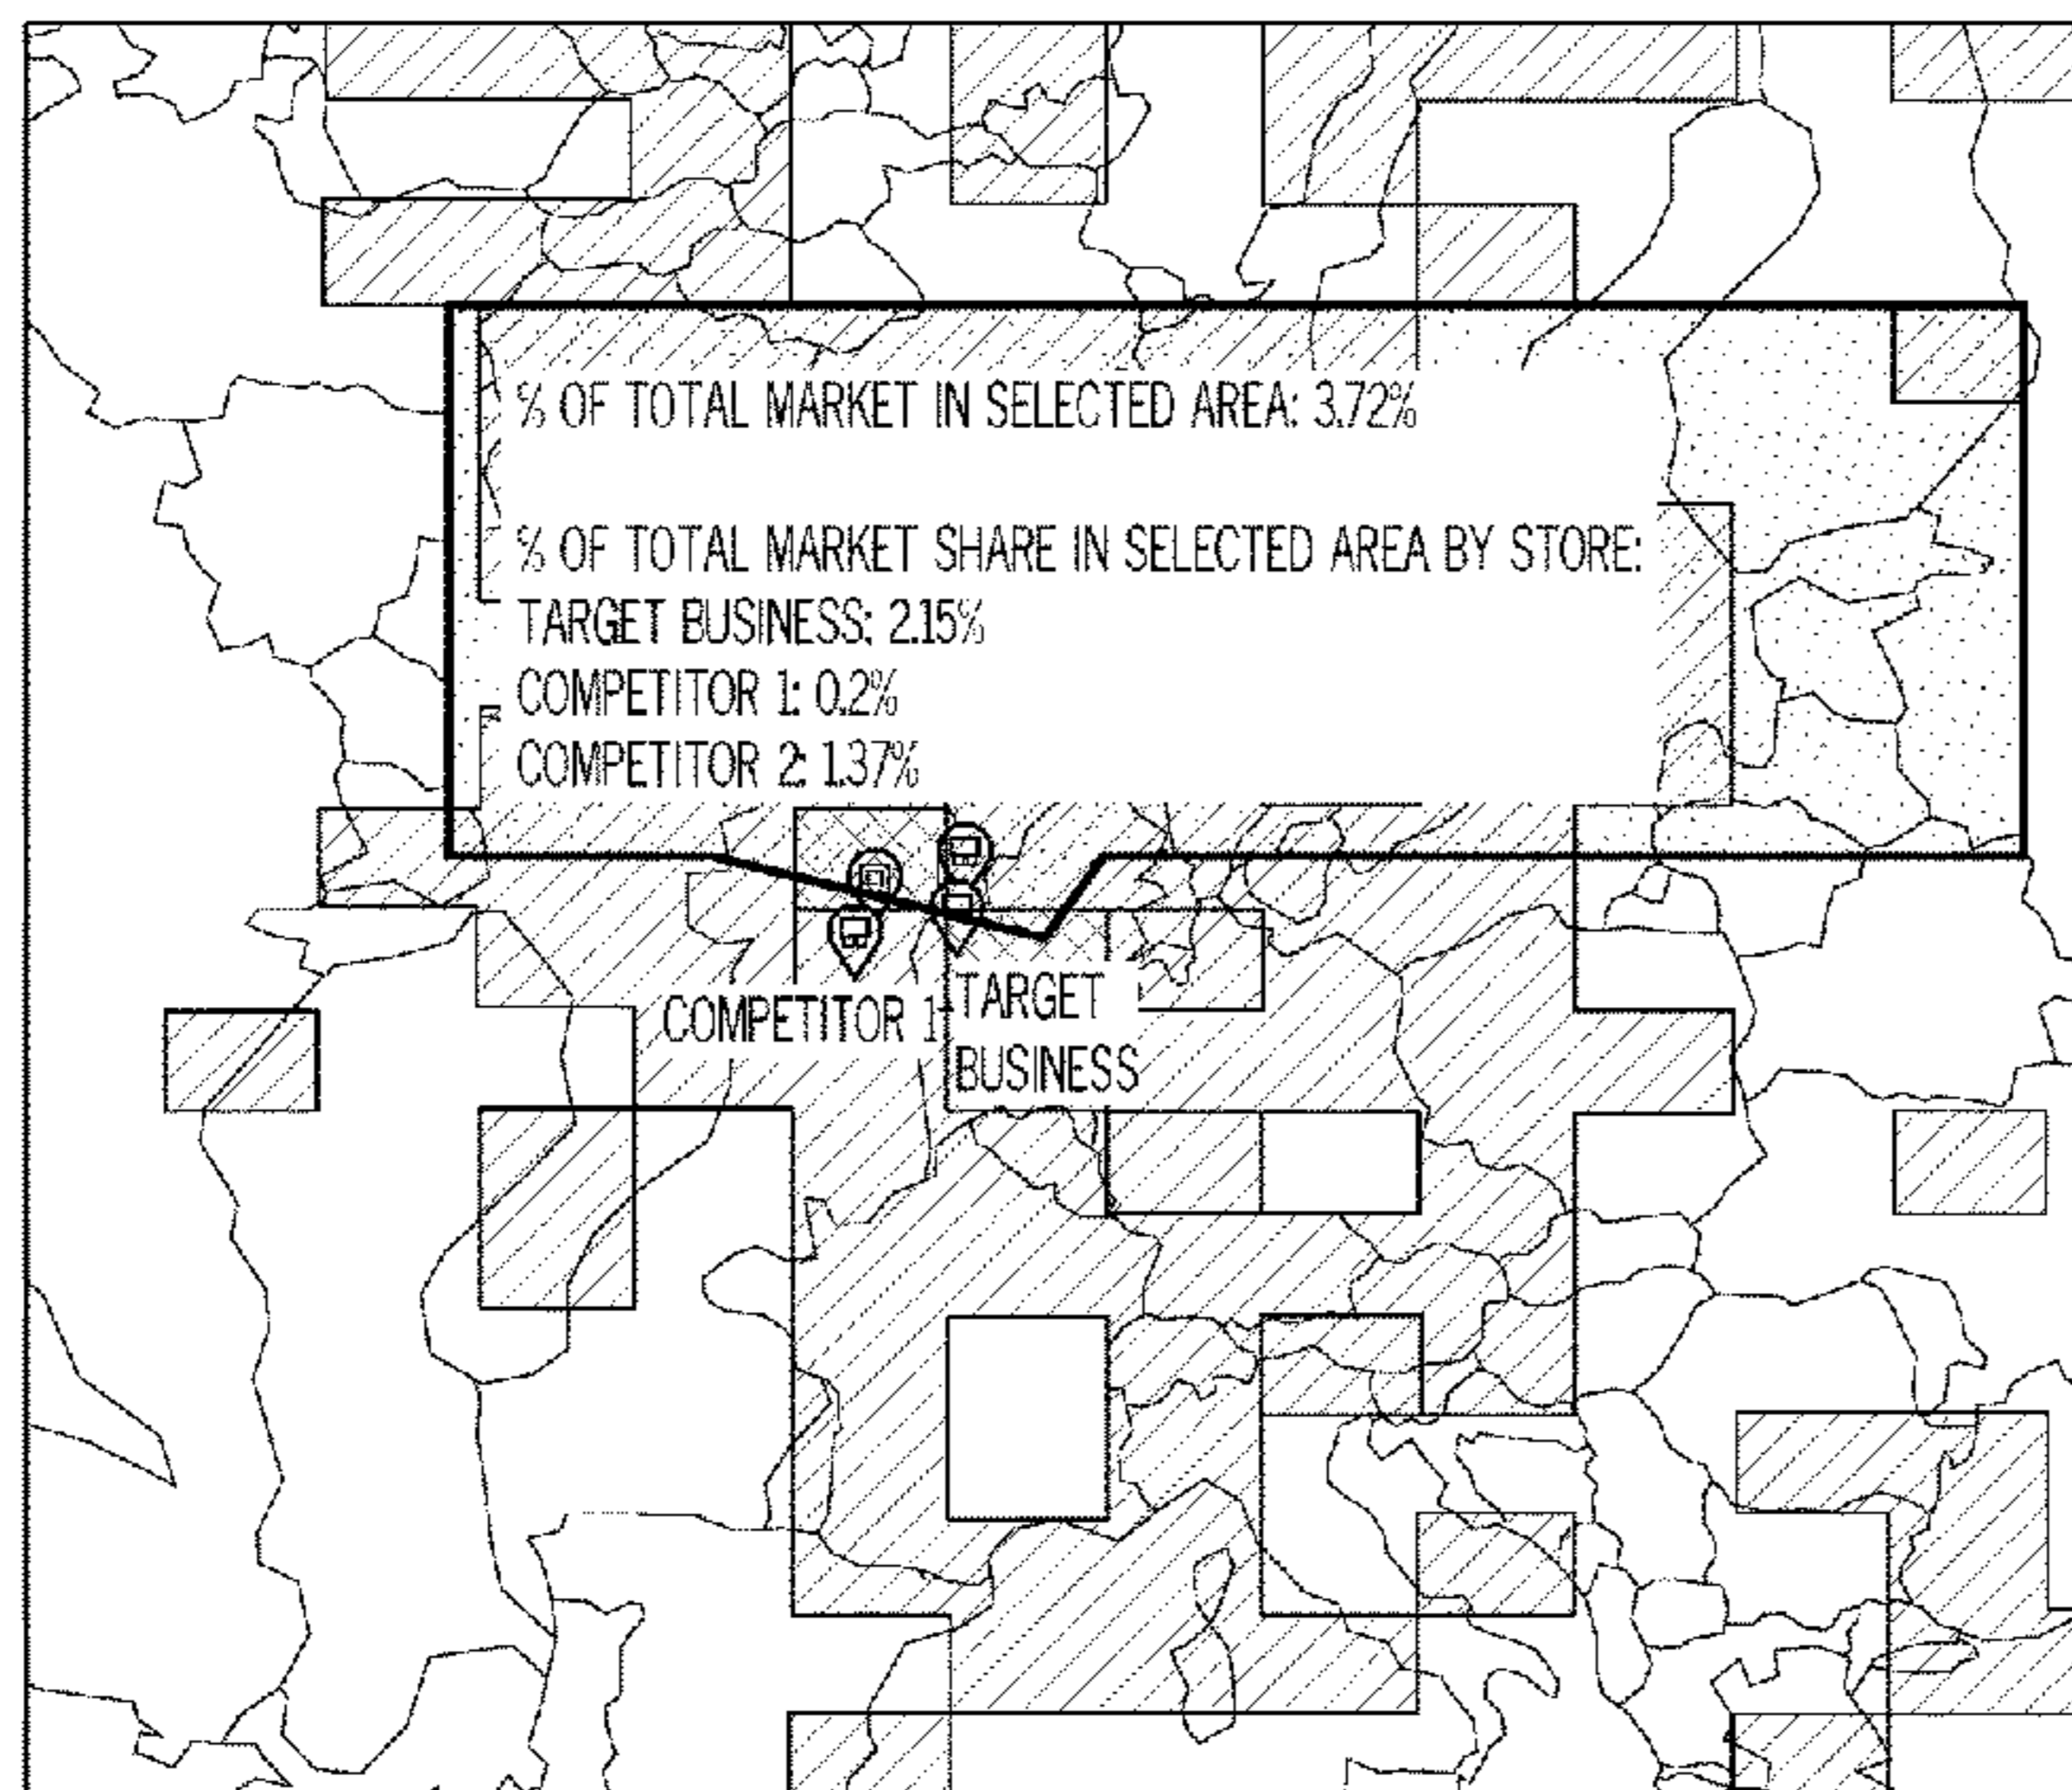 % OF TOTAL MARKET IN SELECTED AREA: 3.72%
% OF TOTAL MARKET SHARE IN SELECTED AREA BY STORE:
TARGET BUSINESS: 2.15%
COMPETITOR 1: 0.2%
COMPETITOR 2: 1.37%
COMPETITOR 1
TARGET
BUSINESS